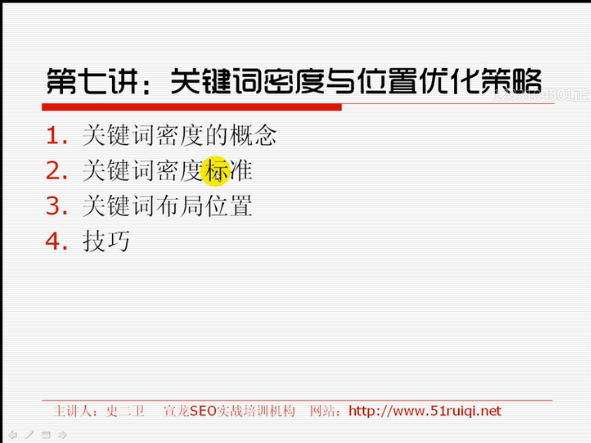 第七讲：关键词密度与位置优化策略
1. 关键词密度的概念
2. 关键词密度标准
3. 关键词布局位置
4. 技巧
主讲人：史二卫 宣龙SEO实战培训机构 网站：http://www.51ruiqi.net